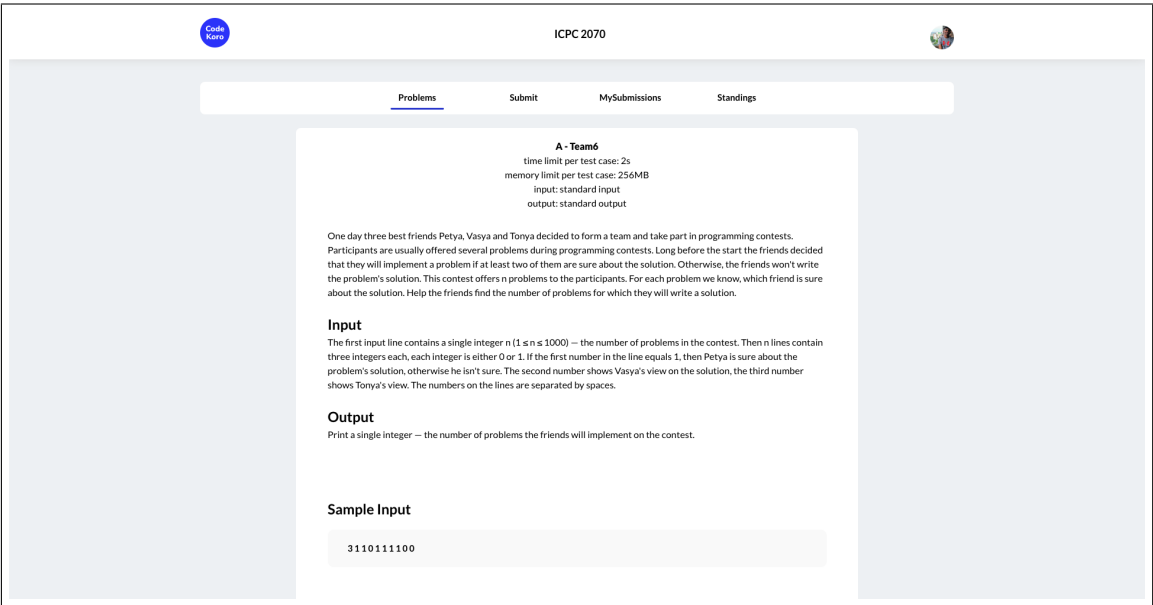 Code
Koro
ICPC 2070
Problems
Submit
MySubmissions
Standings
A - Team6
time limit per test case: 2s
memory limit per test case: 256MB
input: standard input
output: standard output
One day three best friends Petya, Vasya and Tonya decided to form a team and take part in programming contests.
Participants are usually offered several problems during programming contests. Long before the start the friends decided
that they will implement a problem if at least two of them are sure about the solution. Otherwise, the friends won't write
the problem's solution. This contest offers n problems to the participants. For each problem we know, which friend is sure
about the solution. Help the friends find the number of problems for which they will write a solution.
Input
The first input line contains a single integer n (1 ≤ n ≤ 1000) — the number of problems in the contest. Then n lines contain
three integers each, each integer is either 0 or 1. If the first number in the line equals 1, then Petya is sure about the
problem's solution, otherwise he isn't sure. The second number shows Vasya's view on the solution, the third number
shows Tonya's view. The numbers on the lines are separated by spaces.
Output
Print a single integer — the number of problems the friends will implement on the contest.
Sample Input
3 1 1 0 1 1 1 1 0 0